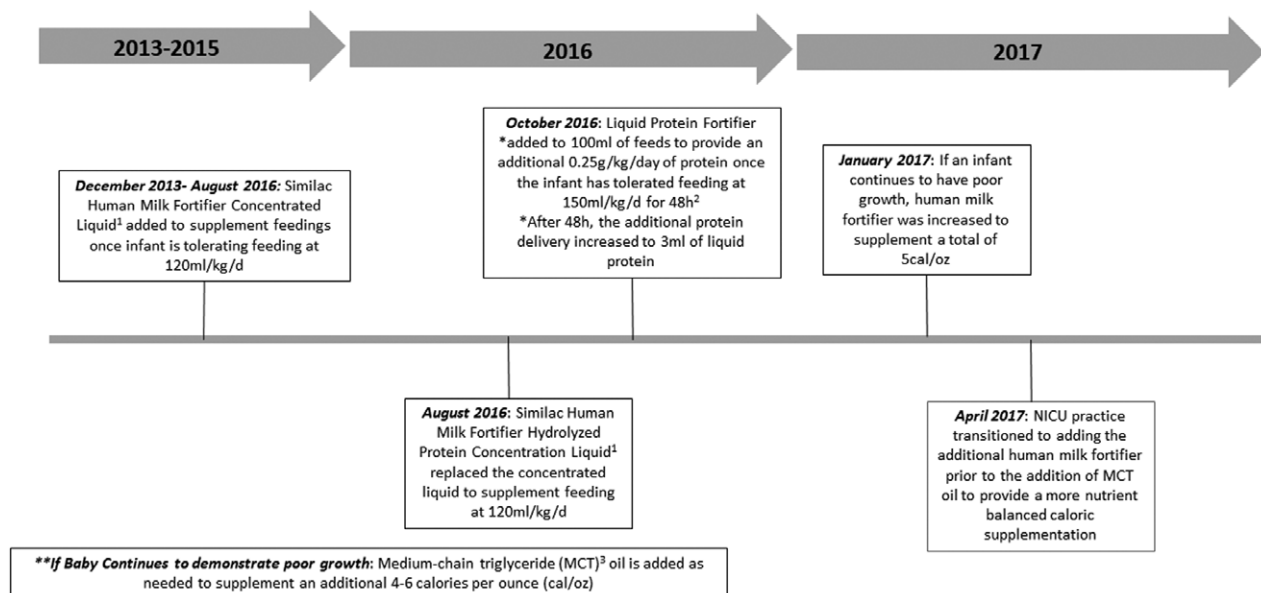 2013-2015
2016
2017
December 2013- August 2016: Similac
Human Milk Fortifier Concentrated
Liquid1 added to supplement feedings
once infant is tolerating feeding at
120ml/kg/d
October 2016: Liquid Protein Fortifier
*added to 100ml of feeds to provide an
additional 0.25g/kg/day of protein once
the infant has tolerated feeding at
150ml/kg/d for 48h2
*After 48h, the additional protein
delivery increased to 3ml of liquid
protein
January 2017: If an infant
continues to have poor
growth, human milk
fortifier was increased to
supplement a total of
5cal/oz
August 2016: Similac Human
Milk Fortifier Hydrolyzed
Protein Concentration Liquid1
replaced the concentrated
liquid to supplement feeding
at 120ml/kg/d
April 2017: NICU practice
transitioned to adding the
additional human milk fortifier
prior to the addition of MCT
oil to provide a more nutrient
balanced caloric
supplementation
**If Baby Continues to demonstrate poor growth: Medium-chain triglyceride (MCT)3 oil is added as
needed to supplement an additional 4-6 calories per ounce (cal/oz)